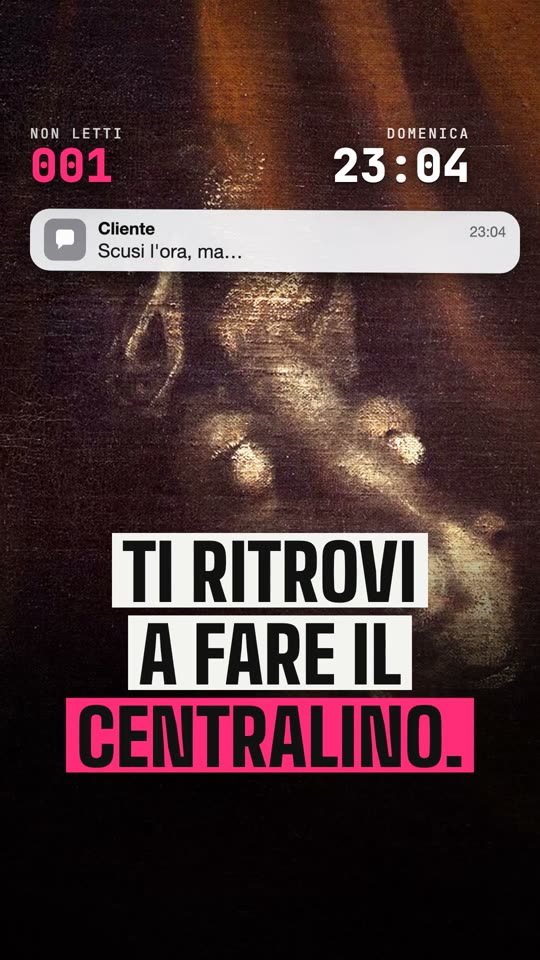 NON LETTI
DOMENICA
001
23:04
Cliente
23:04
Scusi l'ora, ma…
TI RITROVI
A FARE IL
CENTRALINO.